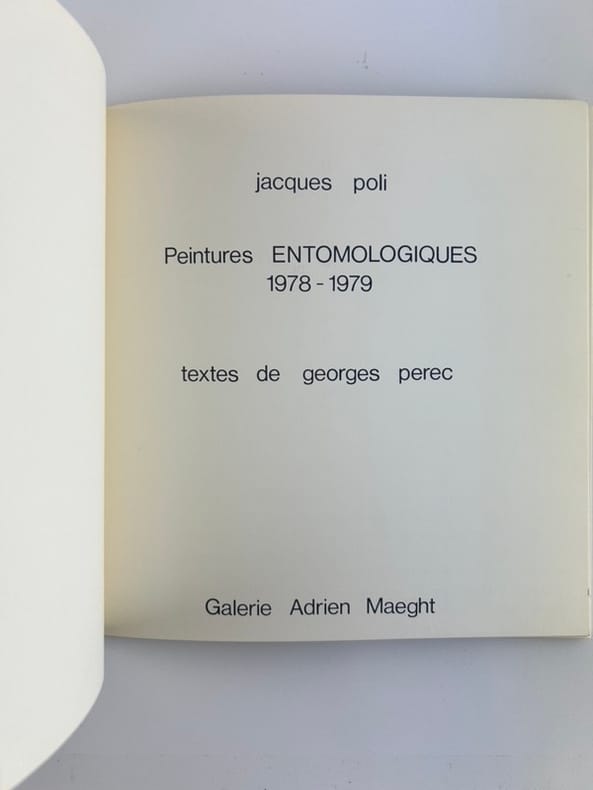 jacques poli
Peintures ENTOMOLOGIQUES
1978 - 1979
textes de georges perec
Galerie Adrien Maeght